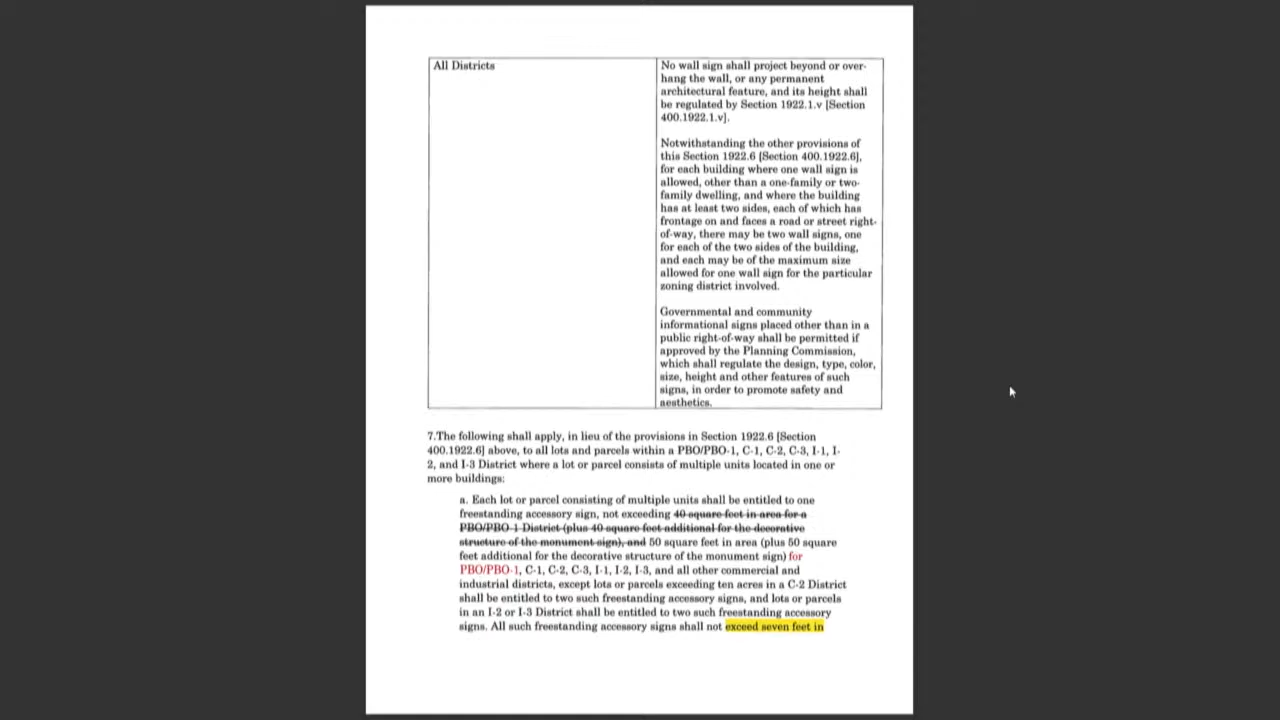 All Districts
No wall sign shall project beyond or over-
hang the wall, or any permanent
architectural feature, and its height shall
be regulated by Section 1922.1.v [Section
400.1922.1.v].
Notwithstanding the other provisions of
this Section 1922.6 [Section 400.1922.6],
for each building where one wall sign is
allowed, other than a one-family or two-
family dwelling, and where the building
has at least two sides, each of which has
frontage on and faces a road or street right-
of-way, there may be two wall signs, one
for each of the two sides of the building,
and each may be of the maximum size
allowed for one wall sign for the particular
zoning district involved.
Governmental and community
informational signs placed other than in a
public right-of-way shall be permitted if
approved by the Planning Commission,
which shall regulate the design, type, color,
size, height and other features of such
signs, in order to promote safety and
aesthetics.
7.The following shall apply, in lieu of the provisions in Section 1922.6 [Section
400.1922.6] above, to all lots and parcels within a PBO/PBO-1, C-1, C-2, C-3, I-1, I-
2, and I-3 District where a lot or parcel consists of multiple units located in one or
more buildings:
a. Each lot or parcel consisting of multiple units shall be entitled to one
freestanding accessory sign, not exceeding 40 square feet in area for a
PBO/PBO-1 District (plus 40 square feet additional for the decorative
structure of the monument sign), and 50 square feet in area (plus 50 square
feet additional for the decorative structure of the monument sign) for
PBO/PBO-1, C-1, C-2, C-3, I-1, I-2, I-3, and all other commercial and
industrial districts, except lots or parcels exceeding ten acres in a C-2 District
shall be entitled to two such freestanding accessory signs, and lots or parcels
in an I-2 or I-3 District shall be entitled to two such freestanding accessory
signs. All such freestanding accessory signs shall not exceed seven feet in